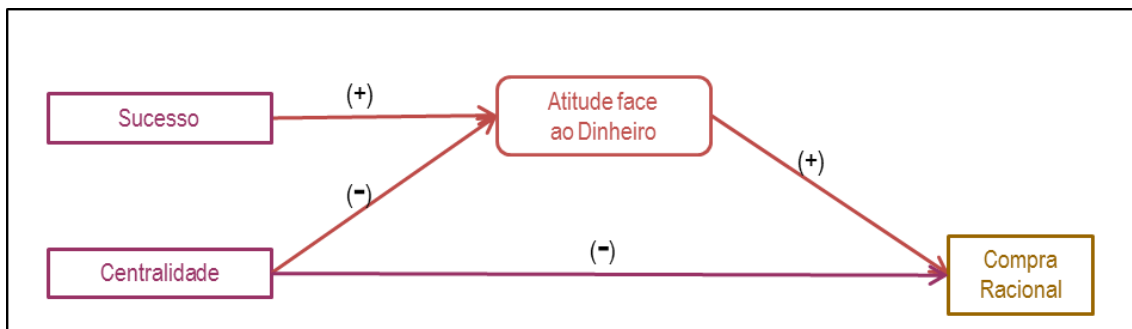 (+)
Sucesso
Atitude face
ao Dinheiro
(+)
(-)
(-)
Centralidade
Compra
Racional